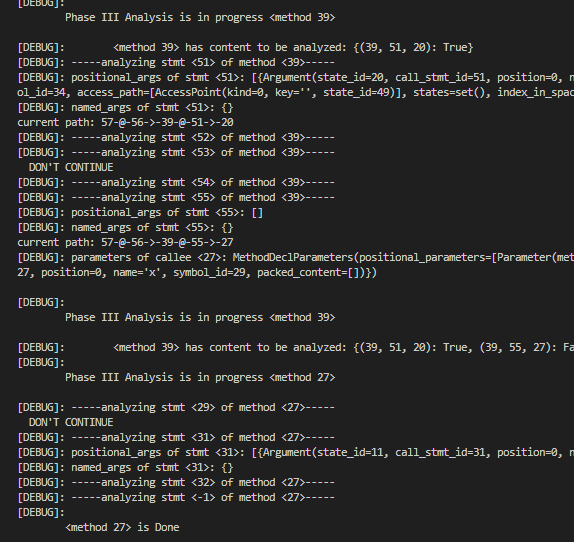 [DEBUG]:
Phase III Analysis is in progress <method 39>
[DEBUG]: <method 39> has content to be analyzed: {(39, 51, 20): True}
[DEBUG]: -----analyzing stmt <51> of method <39>-----
[DEBUG]: positional_args of stmt <51>: [{Argument(state_id=20, call_stmt_id=51, position=0, n
ol_id=34, access_path=[AccessPoint(kind=0, key='', state_id=49)], states=set(), index_in_spac
[DEBUG]: named_args of stmt <51>: {}
current path: 57-@-56->-39-@-51->-20
[DEBUG]: -----analyzing stmt <52> of method <39>-----
[DEBUG]: -----analyzing stmt <53> of method <39>-----
DON'T CONTINUE
[DEBUG]: -----analyzing stmt <54> of method <39>-----
[DEBUG]: -----analyzing stmt <55> of method <39>-----
[DEBUG]: positional_args of stmt <55>: []
[DEBUG]: named_args of stmt <55>: {}
current path: 57-@-56->-39-@-55->-27
[DEBUG]: parameters of callee <27>: MethodDeclParameters(positional_parameters=[Parameter(met
27, position=0, name='x', symbol_id=29, packed_content=[])})
[DEBUG]:
Phase III Analysis is in progress <method 39>
[DEBUG]: <method 39> has content to be analyzed: {(39, 51, 20): True, (39, 55, 27): Fa
[DEBUG]:
Phase III Analysis is in progress <method 27>
[DEBUG]: -----analyzing stmt <29> of method <27>-----
DON'T CONTINUE
[DEBUG]: -----analyzing stmt <31> of method <27>-----
[DEBUG]: positional_args of stmt <31>: [{Argument(state_id=11, call_stmt_id=31, position=0, n
[DEBUG]: named_args of stmt <31>: {}
[DEBUG]: -----analyzing stmt <32> of method <27>-----
[DEBUG]: -----analyzing stmt <-1> of method <27>-----
[DEBUG]:
<method 27> is Done